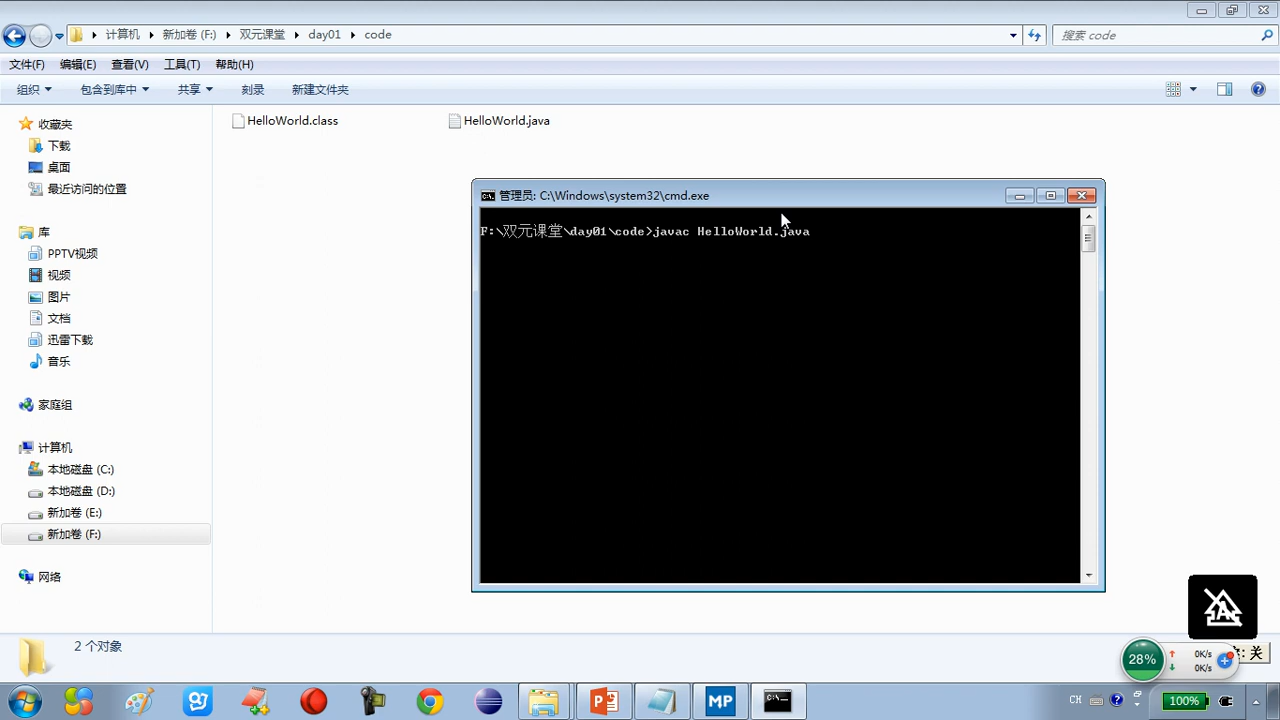 计算机 新加卷 (F:) 双元课堂 day01 code
搜索 code
文件(F) 编辑(E) 查看(V) 工具(T) 帮助(H)
组织 包含到库中 共享 刻录 新建文件夹
收藏夹
下载
桌面
最近访问的位置
库
PPTV视频
视频
图片
文档
迅雷下载
音乐
家庭组
计算机
本地磁盘 (C:)
本地磁盘 (D:)
新加卷 (E:)
新加卷 (F:)
网络
HelloWorld.class
HelloWorld.java
管理员: C:\Windows\system32\cmd.exe
F:\双元课堂\day01\code>javac HelloWorld.java
2 个对象
28%
0K/s
0K/s
: 关
MP
C:\
CH
100%